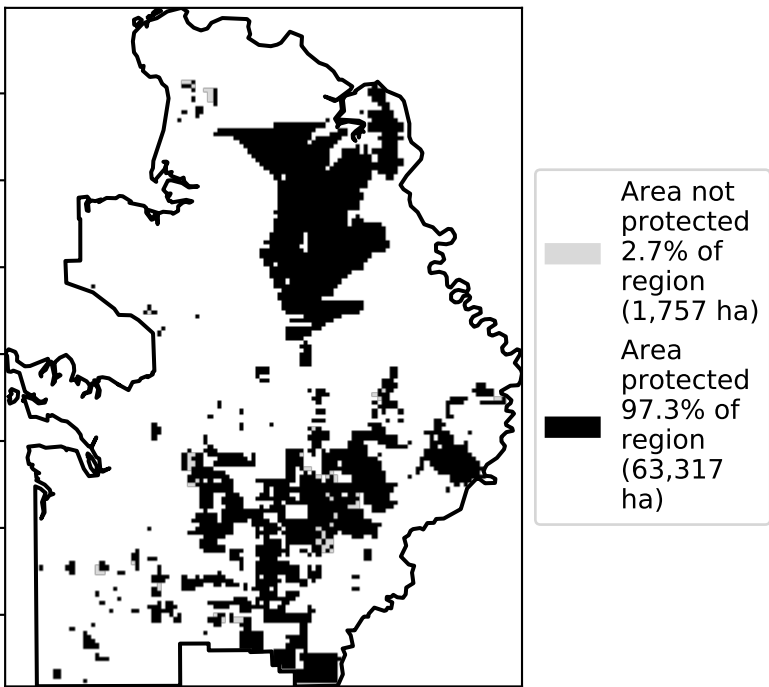 Area not
protected
2.7% of
region
(1,757 ha)
Area
protected
97.3% of
region
(63,317
ha)